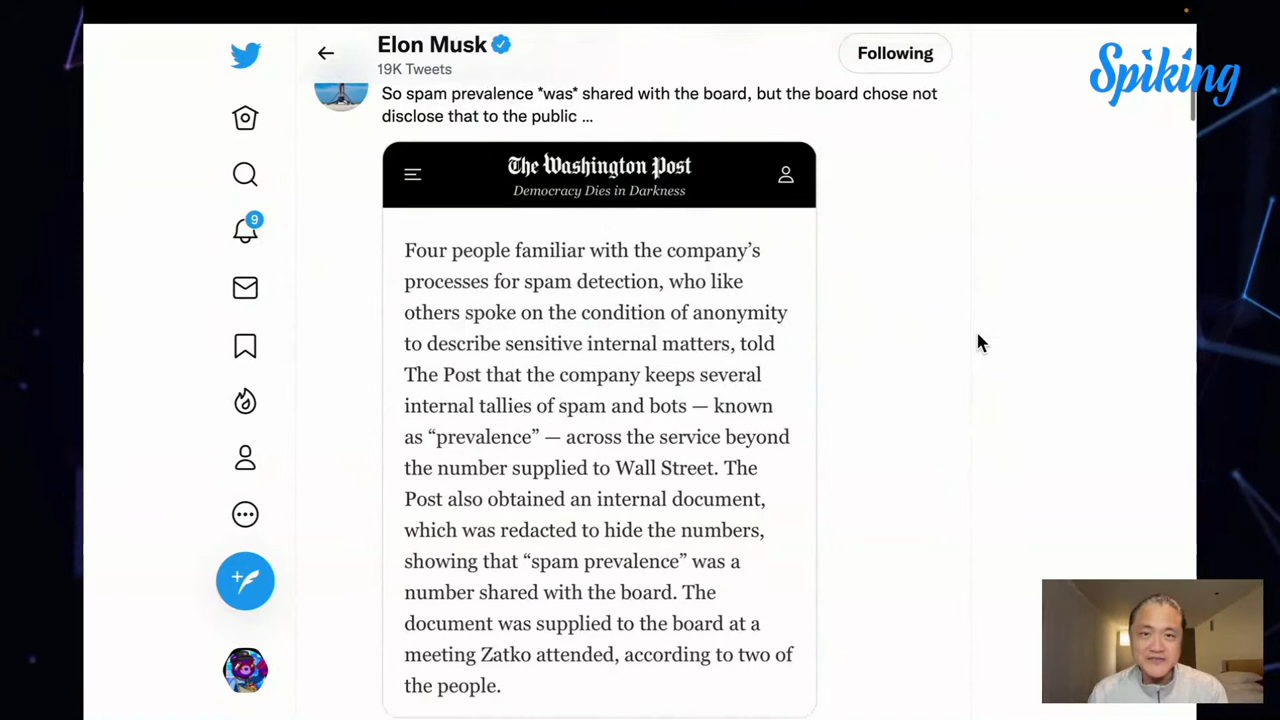 Elon Musk
19K Tweets
Following
Spiking
So spam prevalence *was* shared with the board, but the board chose not
disclose that to the public ...
The Washington Post
Democracy Dies in Darkness
9
Four people familiar with the company’s
processes for spam detection, who like
others spoke on the condition of anonymity
to describe sensitive internal matters, told
The Post that the company keeps several
internal tallies of spam and bots — known
as “prevalence” — across the service beyond
the number supplied to Wall Street. The
Post also obtained an internal document,
which was redacted to hide the numbers,
showing that “spam prevalence” was a
number shared with the board. The
document was supplied to the board at a
meeting Zatko attended, according to two of
the people.